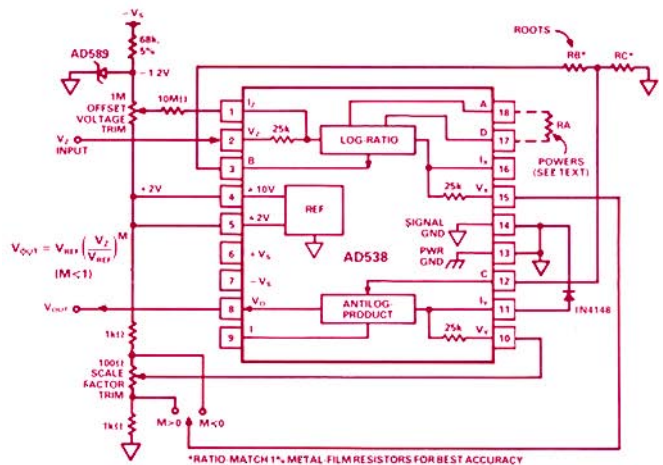 -Vs
68k,
5%
AD589
-1.2V
1M
OFFSET
VOLTAGE
TRIM
10MΩ
Vz
INPUT
+2V
VOUT = VREF (Vz/VREF)^M
(M<1)
VOUT
1kΩ
100Ω
SCALE
FACTOR
TRIM
1kΩ
M>0
M<0
1
Iz
2
Vz
25k
3
B
4
+10V
5
+2V
6
+Vs
7
-Vs
8
Vo
9
I
LOG-RATIO
REF
AD538
ANTILOG-
PRODUCT
A
18
D
17
Ix
16
25k
Vx
15
SIGNAL
GND
14
PWR
GND
13
C
12
IY
11
25k
VY
10
ROOTS
RB*
RC*
RA
POWERS
(SEE TEXT)
IN4148
*RATIO-MATCH 1% METAL-FILM RESISTORS FOR BEST ACCURACY